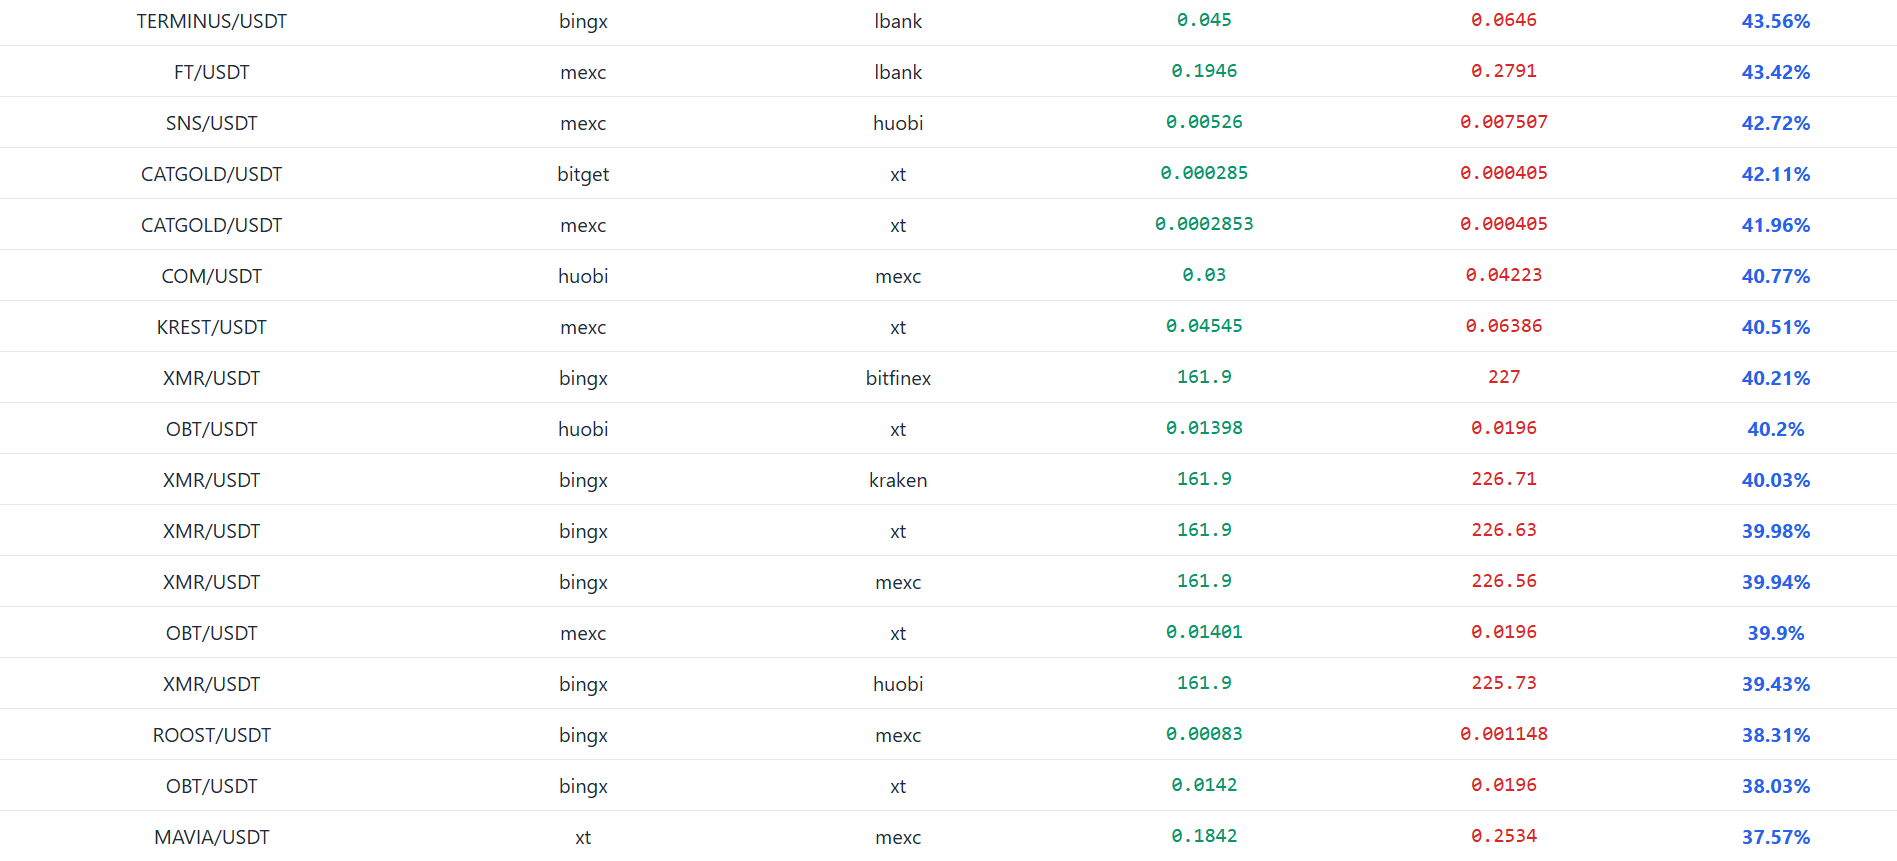 TERMINUS/USDT bingx lbank 0.045 0.0646 43.56%
FT/USDT mexc lbank 0.1946 0.2791 43.42%
SNS/USDT mexc huobi 0.00526 0.007507 42.72%
CATGOLD/USDT bitget xt 0.000285 0.000405 42.11%
CATGOLD/USDT mexc xt 0.0002853 0.000405 41.96%
COM/USDT huobi mexc 0.03 0.04223 40.77%
KREST/USDT mexc xt 0.04545 0.06386 40.51%
XMR/USDT bingx bitfinex 161.9 227 40.21%
OBT/USDT huobi xt 0.01398 0.0196 40.2%
XMR/USDT bingx kraken 161.9 226.71 40.03%
XMR/USDT bingx xt 161.9 226.63 39.98%
XMR/USDT bingx mexc 161.9 226.56 39.94%
OBT/USDT mexc xt 0.01401 0.0196 39.9%
XMR/USDT bingx huobi 161.9 225.73 39.43%
ROOST/USDT bingx mexc 0.00083 0.001148 38.31%
OBT/USDT bingx xt 0.0142 0.0196 38.03%
MAVIA/USDT xt mexc 0.1842 0.2534 37.57%